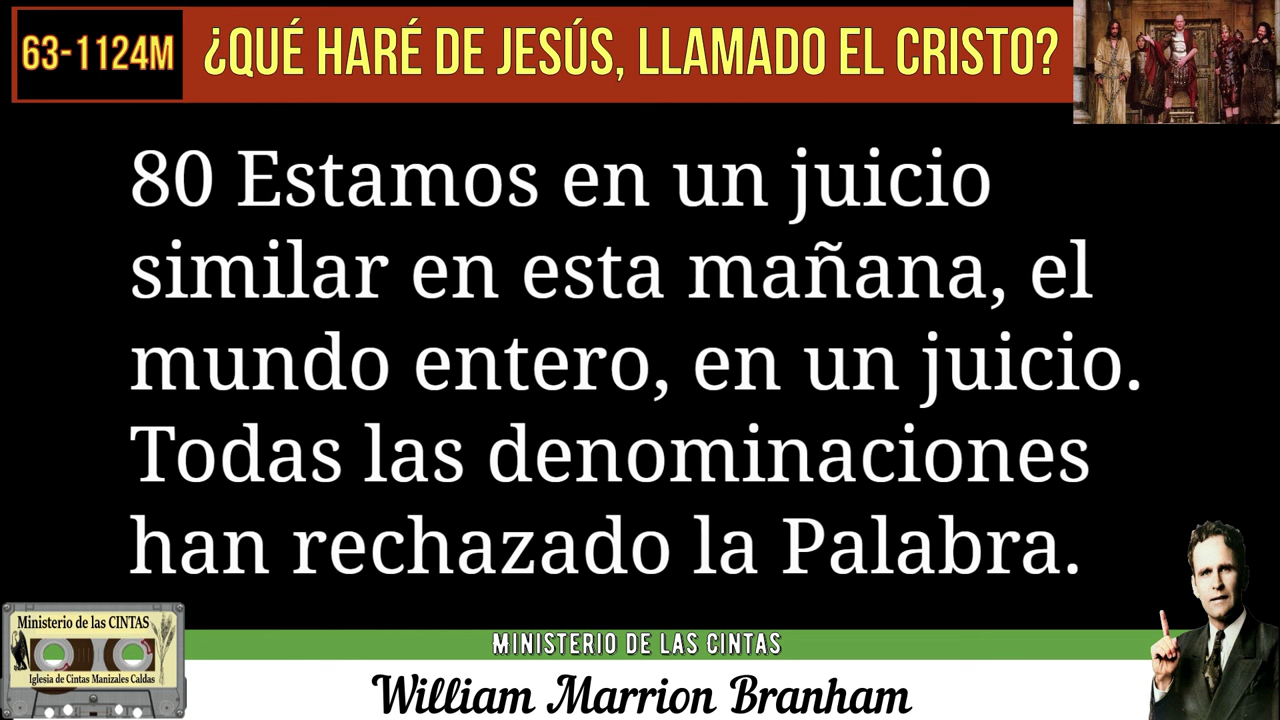 63-1124M
¿QUÉ HARÉ DE JESÚS, LLAMADO EL CRISTO?
80 Estamos en un juicio
similar en esta mañana, el
mundo entero, en un juicio.
Todas las denominaciones
han rechazado la Palabra.
Ministerio de las CINTAS
Iglesia de Cintas Manizales Caldas
MINISTERIO DE LAS CINTAS
William Marrion Branham